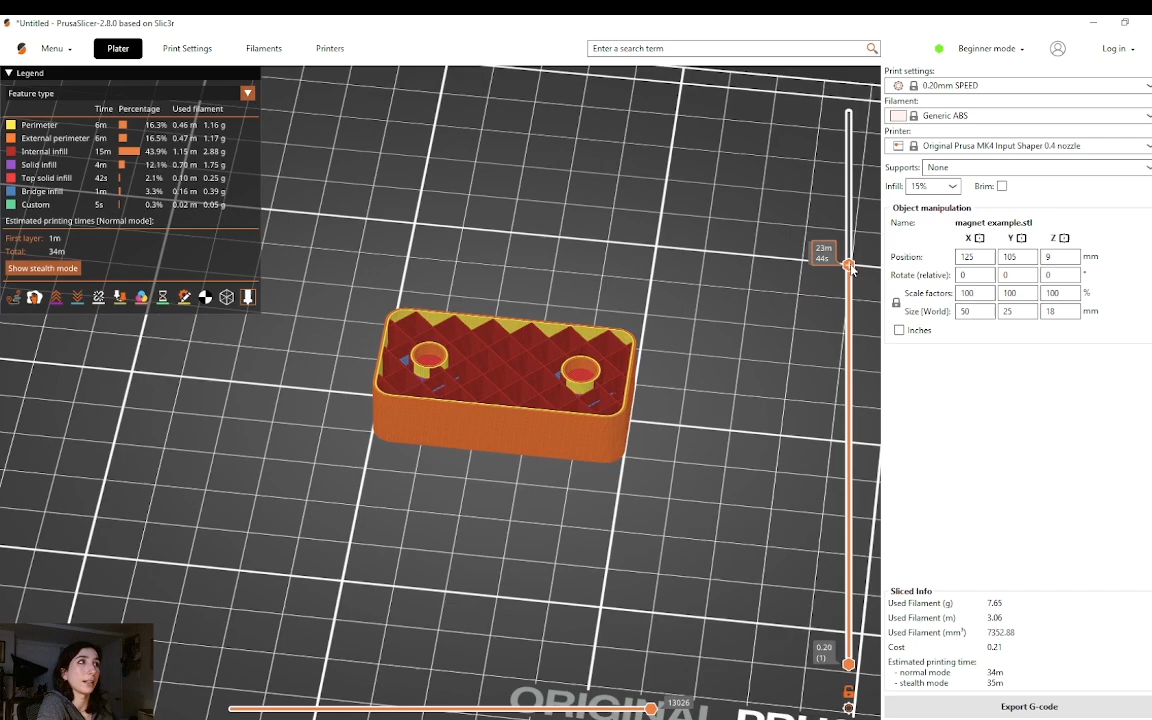 *Untitled - PrusaSlicer-2.8.0 based on Slic3r
Menu
Plater
Print Settings
Filaments
Printers
Enter a search term
Beginner mode
Log in
Legend
Feature type
Time Percentage Used filament
Perimeter 6m 16.3% 0.46 m 1.16 g
External perimeter 6m 16.5% 0.47 m 1.17 g
Internal infill 15m 43.9% 1.15 m 2.88 g
Solid infill 4m 12.1% 0.70 m 1.75 g
Top solid infill 42s 2.1% 0.10 m 0.25 g
Bridge infill 1m 3.3% 0.16 m 0.39 g
Custom 5s 0.3% 0.02 m 0.05 g
Estimated printing times [Normal mode]:
First layer: 1m
Total: 34m
Show stealth mode
23m
44s
0.20
(1)
13026
ORIGINAL
Print settings:
0.20mm SPEED
Filament:
Generic ABS
Printer:
Original Prusa MK4 Input Shaper 0.4 nozzle
Supports: None
Infill: 15% Brim:
Object manipulation
Name: magnet example.stl
X Y Z
Position: 125 105 9 mm
Rotate (relative): 0 0 0 °
Scale factors: 100 100 100 %
Size [World]: 50 25 18 mm
Inches
Sliced Info
Used Filament (g) 7.65
Used Filament (m) 3.06
Used Filament (mm³) 7352.88
Cost 0.21
Estimated printing time:
- normal mode 34m
- stealth mode 35m
Export G-code